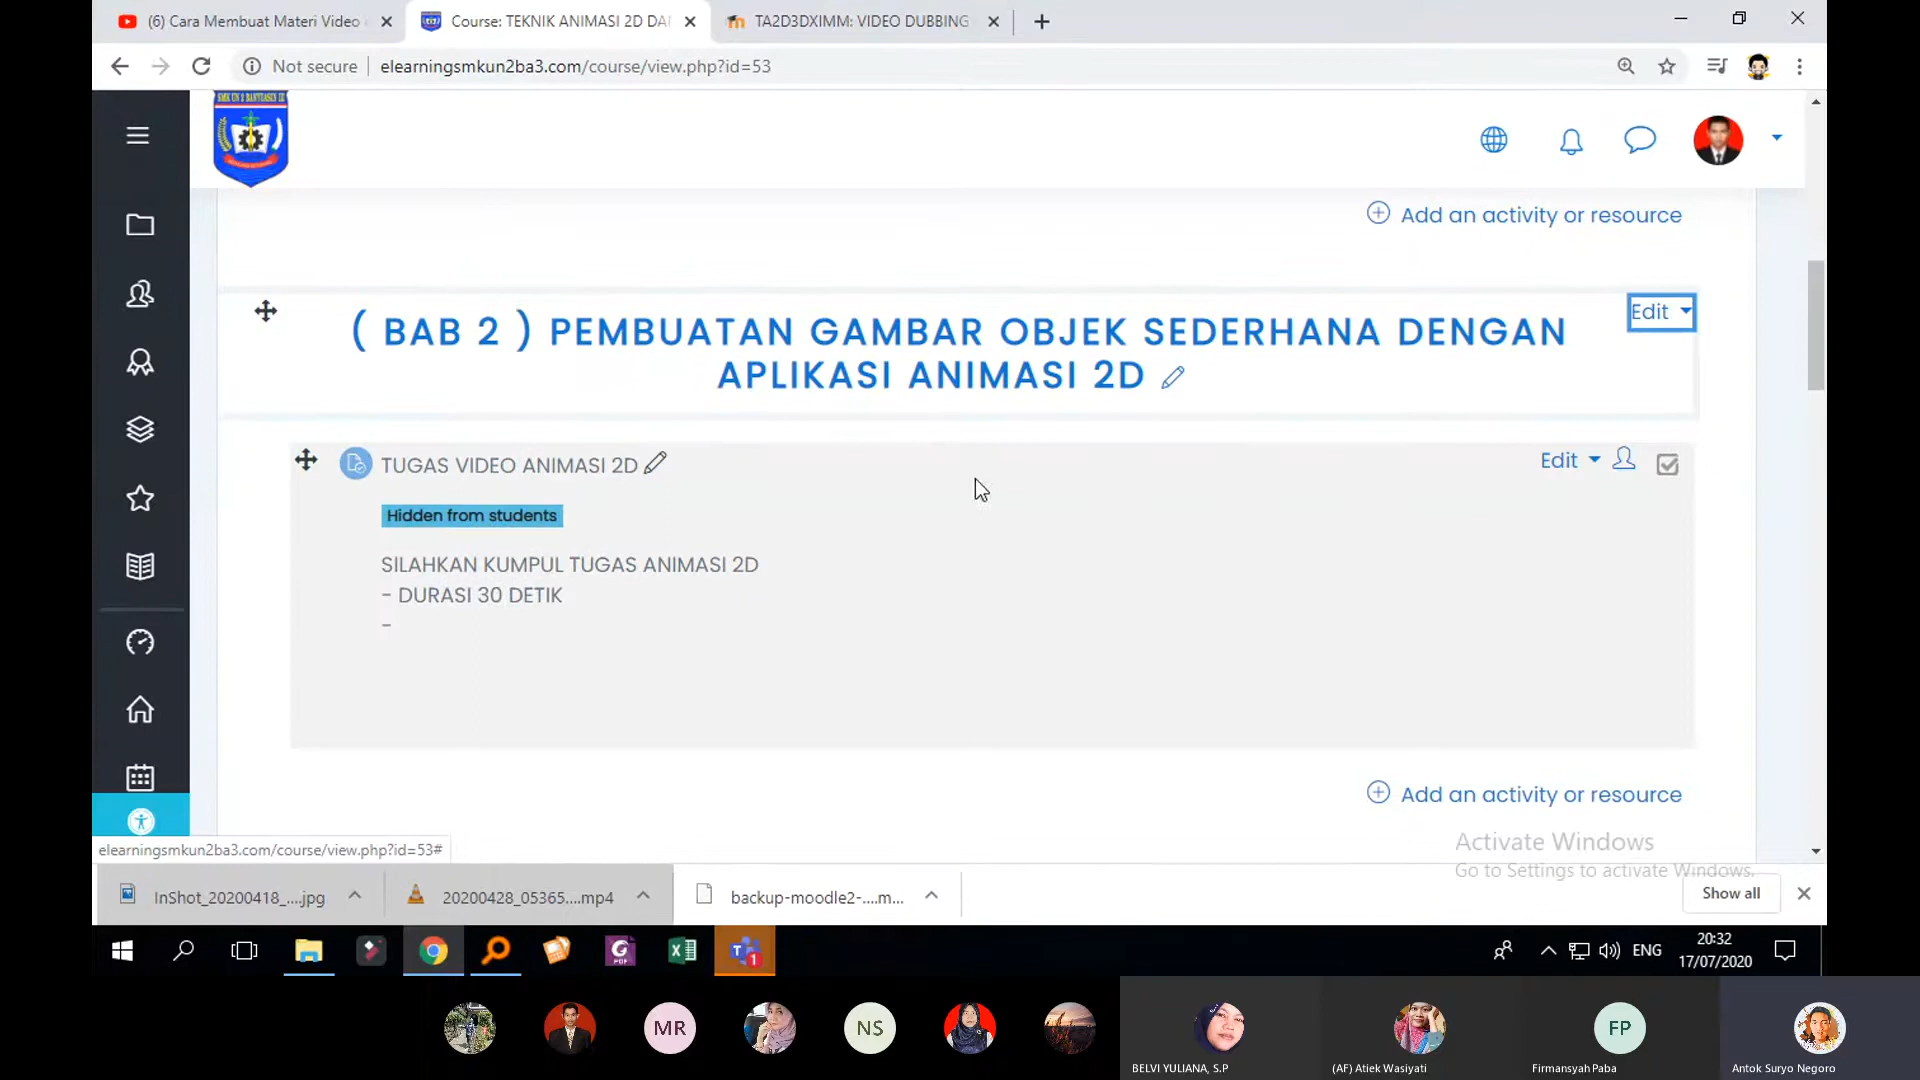 (6) Cara Membuat Materi Video
Course: TEKNIK ANIMASI 2D DA
TA2D3DXIMM: VIDEO DUBBING
Not secure
elearningsmkun2ba3.com/course/view.php?id=53
Add an activity or resource
( BAB 2 ) PEMBUATAN GAMBAR OBJEK SEDERHANA DENGAN
APLIKASI ANIMASI 2D
Edit
TUGAS VIDEO ANIMASI 2D
Edit
Hidden from students
SILAHKAN KUMPUL TUGAS ANIMASI 2D
- DURASI 30 DETIK
-
Add an activity or resource
Activate Windows
Go to Settings to activate Windows.
elearningsmkun2ba3.com/course/view.php?id=53#
InShot_20200418_....jpg
20200428_05365....mp4
backup-moodle2-....m...
Show all
ENG
20:32
17/07/2020
MR
NS
FP
BELVI YULIANA, S.P
(AF) Atiek Wasiyati
Firmansyah Paba
Antok Suryo Negoro